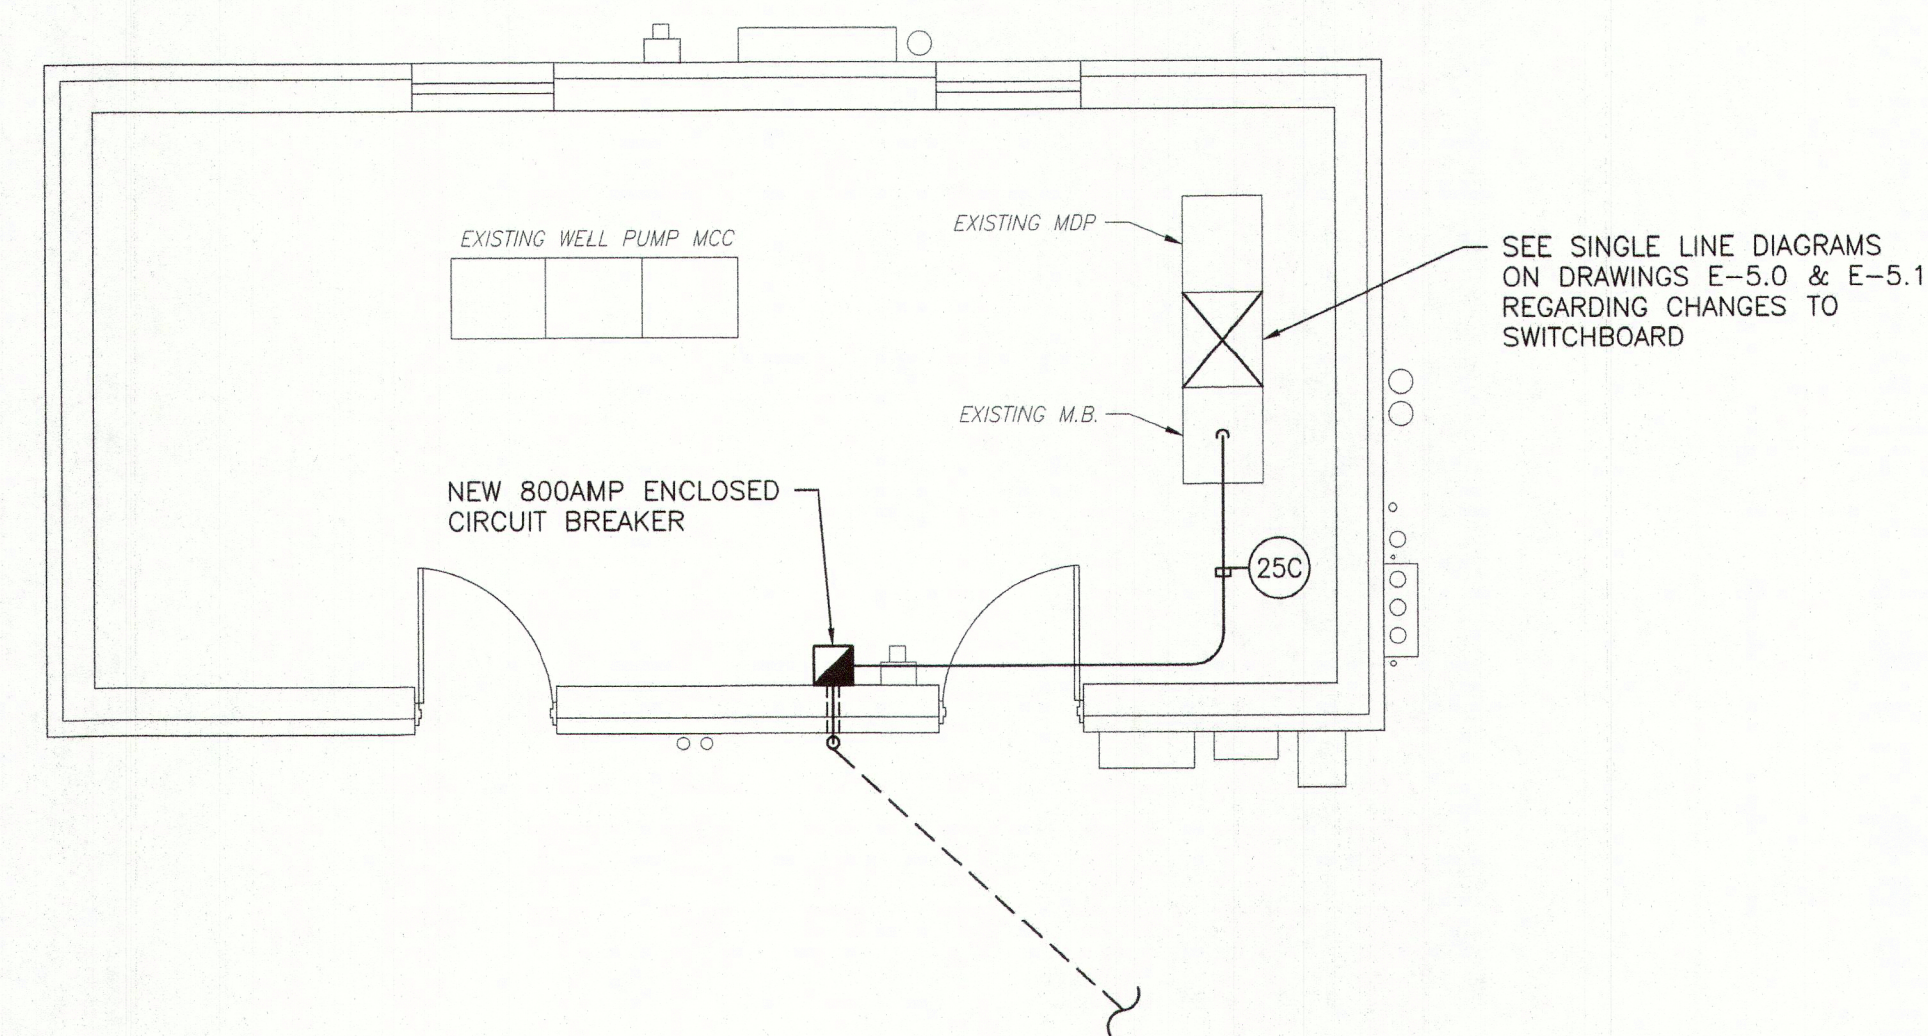 EXISTING WELL PUMP MCC
EXISTING MDP
SEE SINGLE LINE DIAGRAMS
ON DRAWINGS E-5.0 & E-5.1
REGARDING CHANGES TO
SWITCHBOARD
EXISTING M.B.
NEW 800AMP ENCLOSED
CIRCUIT BREAKER
25C